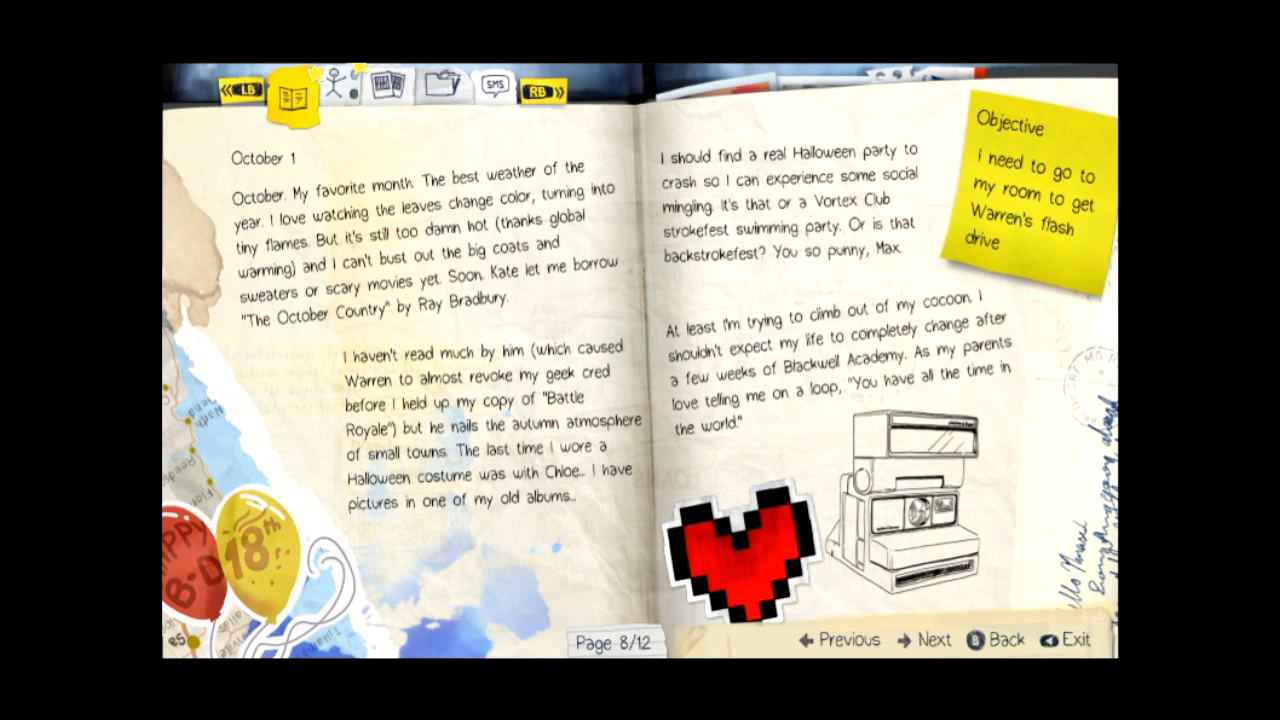 LB
SMS
RB
October 1
October. My favorite month. The best weather of the
year. I love watching the leaves change color, turning into
tiny flames. But it's still too damn hot (thanks global
warming) and I can't bust out the big coats and
sweaters or scary movies yet. Soon. Kate let me borrow
"The October Country" by Ray Bradbury.
I haven't read much by him (which caused
Warren to almost revoke my geek cred
before I held up my copy of "Battle
Royale") but he nails the autumn atmosphere
of small towns. The last time I wore a
Halloween costume was with Chloe... I have
pictures in one of my old albums...
I should find a real Halloween party to
crash so I can experience some social
mingling. It's that or a Vortex Club
strokefest swimming party. Or is that
backstrokefest? You so punny, Max.
At least I'm trying to climb out of my cocoon. I
shouldn't expect my life to completely change after
a few weeks of Blackwell Academy. As my parents
love telling me on a loop, "You have all the time in
the world."
Objective
I need to go to
my room to get
Warren's flash
drive
B-D
18th
Page 8/12
Previous
Next
B Back
Exit